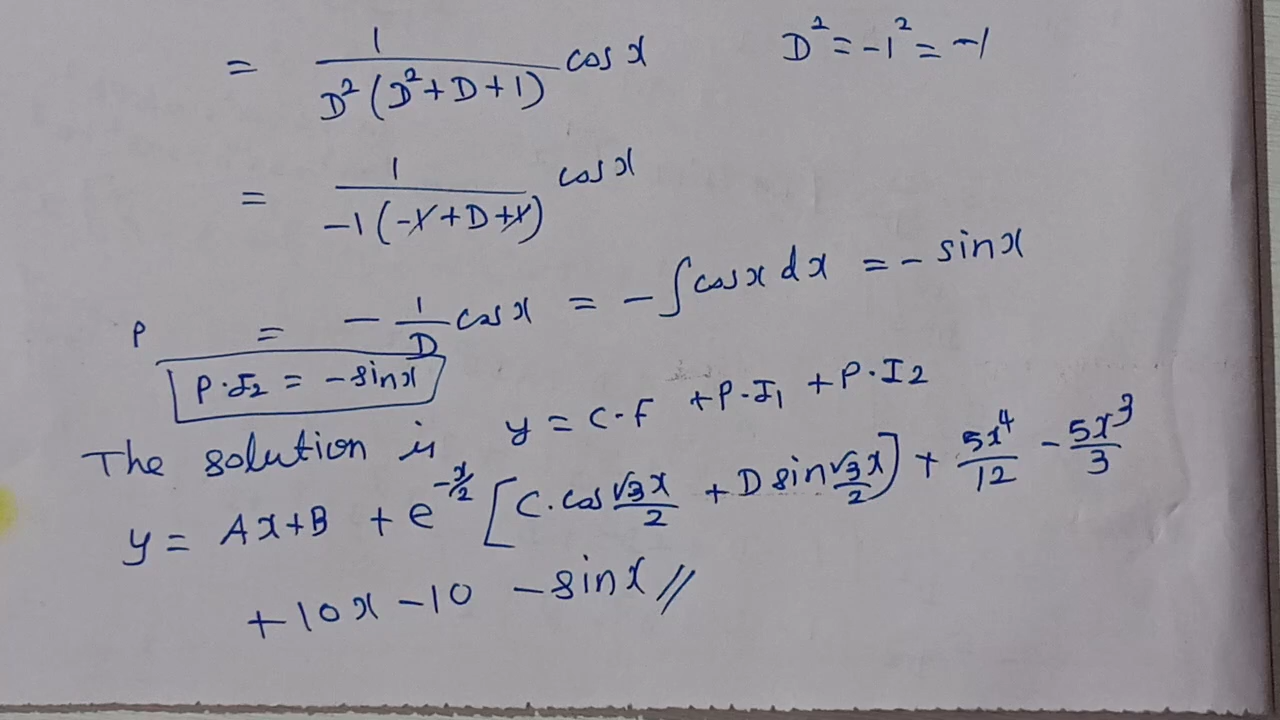 = 1/(D²(D²+D+1)) cos x    D² = -1² = -1
= 1/(-1(-1+D+1)) cos x
P = - 1/D cos x = - ∫cos x dx = - sin x
P.I₂ = -sin x
The solution is y = C.F + P.I₁ + P.I₂
y = Ax+B + e^(-x/2) [C.cos √3x/2 + D sin √3x/2] + 5x⁴/12 - 5x³/3
+10x -10 -sin x //